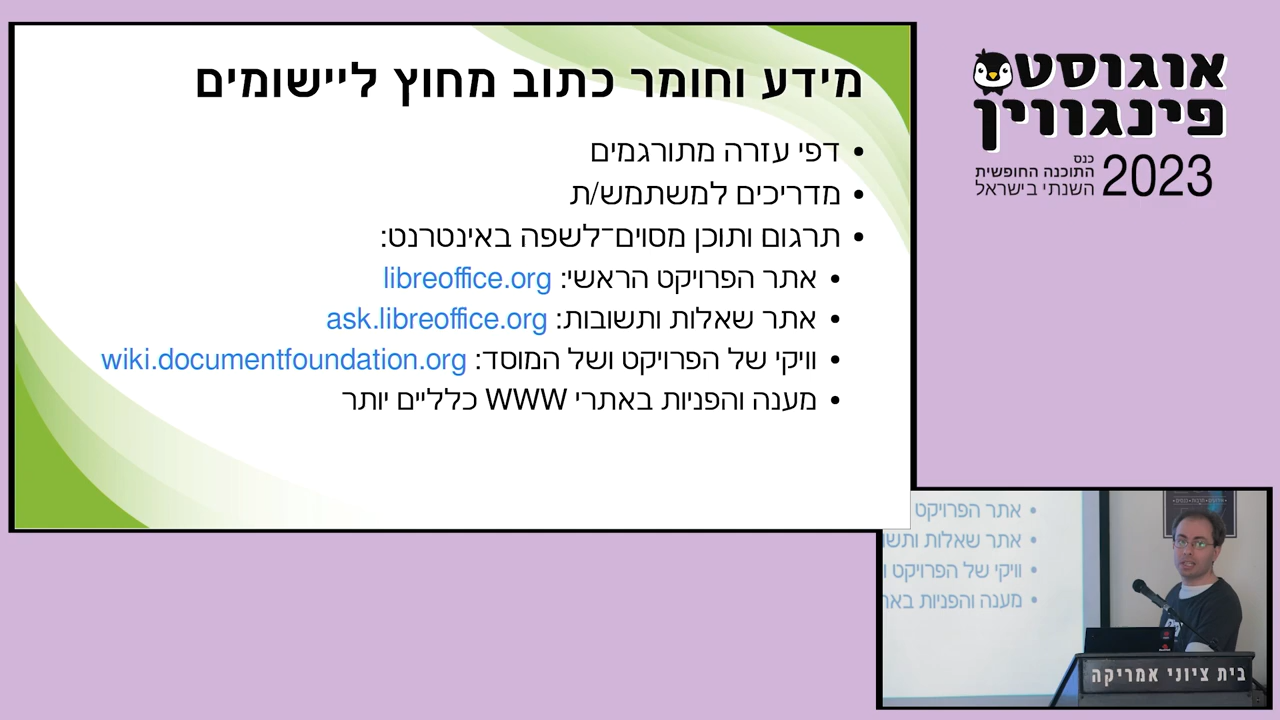 מידע וחומר כתוב מחוץ ליישומים
• דפי עזרה מתורגמים
• מדריכים למשתמש/ת
• תרגום ותוכן מסוים־לשפה באינטרנט:
• אתר הפרויקט הראשי: libreoffice.org
• אתר שאלות ותשובות: ask.libreoffice.org
• וויקי של הפרויקט ושל המוסד: wiki.documentfoundation.org
• מענה והפניות באתרי WWW כלליים יותר
אוגוסט
פינגווין
2023
כנס
התוכנה החופשית
השנתי בישראל
• אתר הפרויקט
• אתר שאלות ותשו
• וויקי של הפרויקט ו
• מענה והפניות באת
בית ציוני אמריקה